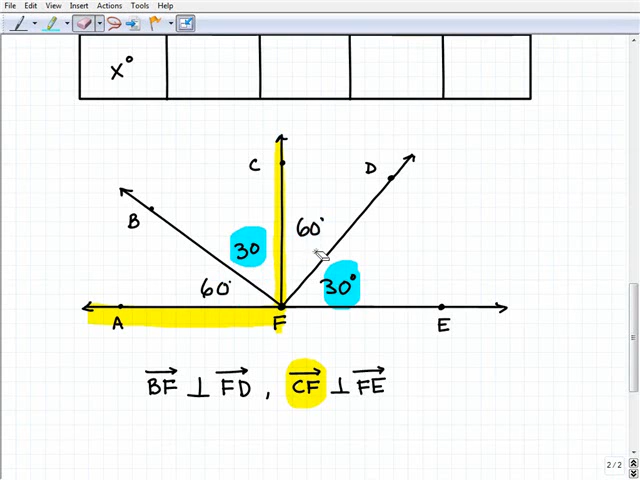 File Edit View Insert Actions Tools Help
x°
C
D
B
60°
30
60°
30°
A
F
E
BF ⊥ FD , CF ⊥ FE
2 / 2